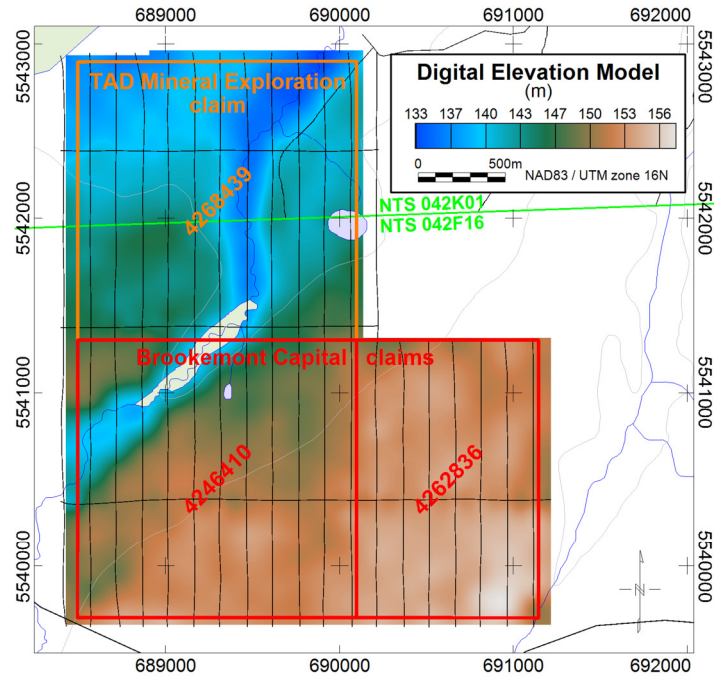 689000 690000 691000 692000
5543000
5543000
TAD Mineral Exploration
claim
Digital Elevation Model
(m)
133 137 140 143 147 150 153 156
0 500m
NAD83 / UTM zone 16N
4268439
NTS 042K01
NTS 042F16
5542000
5542000
Brookemont Capital claims
5541000
5541000
4246410
4262836
5540000
5540000
N
689000 690000 691000 692000